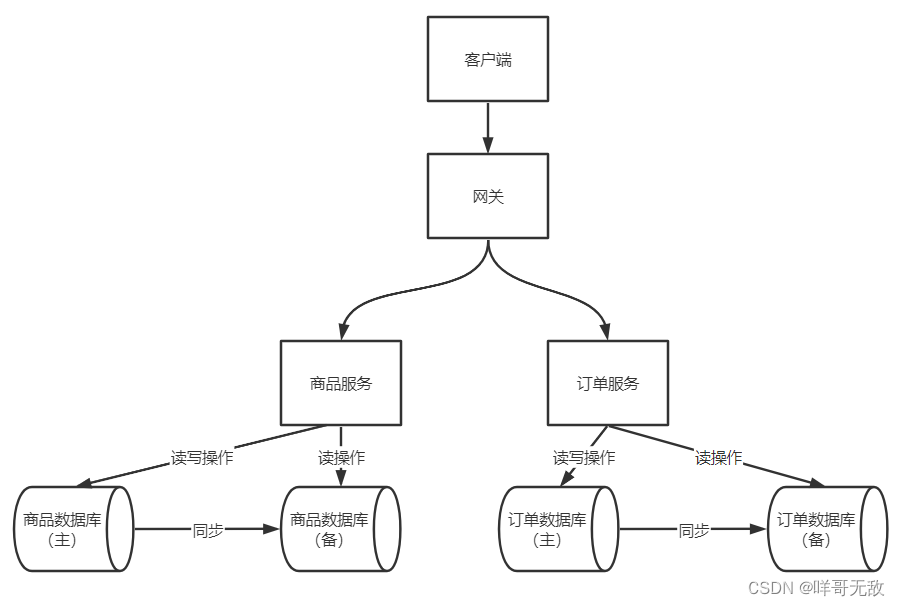 客户端
网关
商品服务
订单服务
读写操作
读操作
读写操作
读操作
商品数据库
（主）
同步
商品数据库
（备）
订单数据库
（主）
同步
订单数据库
（备）
CSDN @咩哥无敌